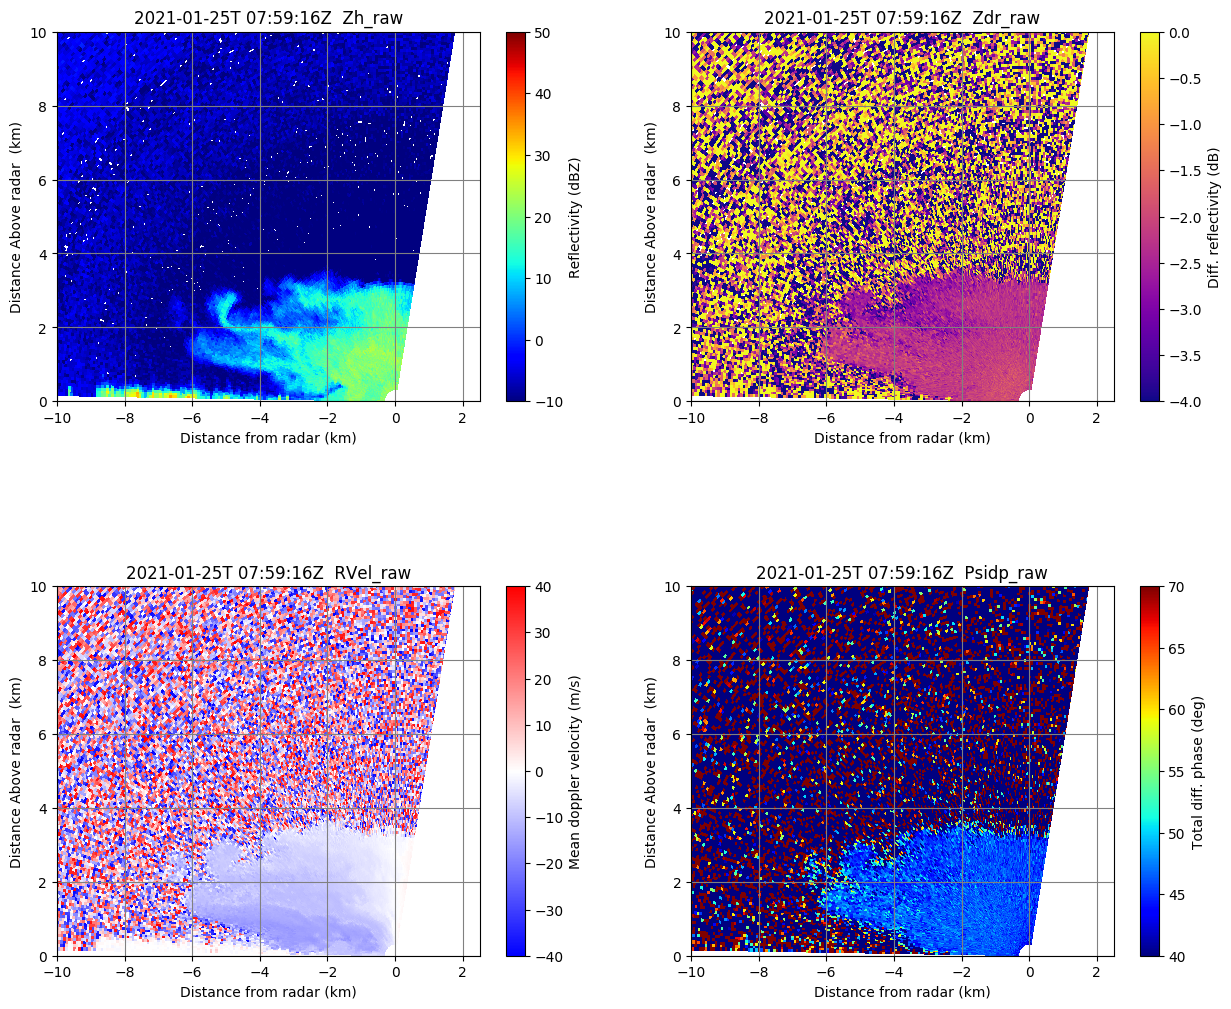 2021-01-25T 07:59:16Z  Zh_raw
10
8
6
4
2
0
Distance Above radar  (km)
−10 −8 −6 −4 −2 0 2
Distance from radar (km)
50
40
30
20
10
0
−10
Reflectivity (dBZ)
2021-01-25T 07:59:16Z  Zdr_raw
10
8
6
4
2
0
Distance Above radar  (km)
−10 −8 −6 −4 −2 0 2
Distance from radar (km)
0.0
−0.5
−1.0
−1.5
−2.0
−2.5
−3.0
−3.5
−4.0
Diff. reflectivity (dB)
2021-01-25T 07:59:16Z  RVel_raw
10
8
6
4
2
0
Distance Above radar  (km)
−10 −8 −6 −4 −2 0 2
Distance from radar (km)
40
30
20
10
0
−10
−20
−30
−40
Mean doppler velocity (m/s)
2021-01-25T 07:59:16Z  Psidp_raw
10
8
6
4
2
0
Distance Above radar  (km)
−10 −8 −6 −4 −2 0 2
Distance from radar (km)
70
65
60
55
50
45
40
Total diff. phase (deg)